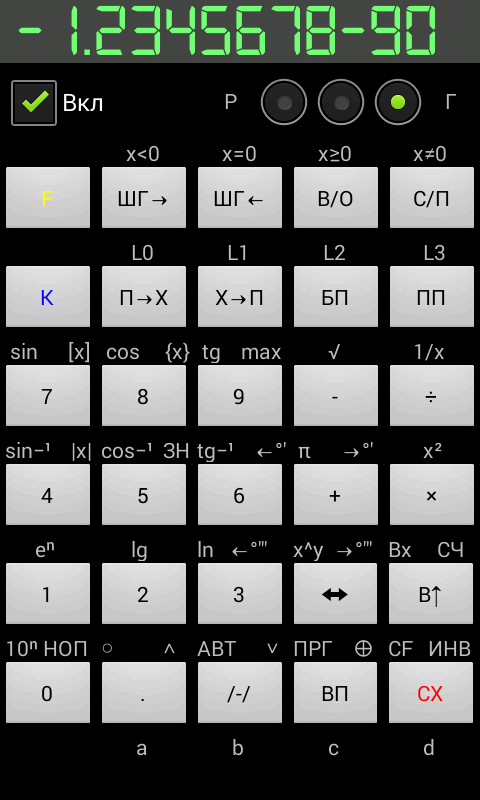 -1.2345678-90
Вкл Р Г
x<0 x=0 x≥0 x≠0
F ШГ→ ШГ← В/О С/П
L0 L1 L2 L3
К П→Х Х→П БП ПП
sin [x] cos {x} tg max √ 1/x
7 8 9 - ÷
sin⁻¹ |x| cos⁻¹ ЗН tg⁻¹ ←°' π →°' x²
4 5 6 + ×
eⁿ lg ln ←°'" x^y →°'" Вх СЧ
1 2 3 ⬌ В↑
10ⁿ НОП ○ ∧ АВТ ∨ ПРГ ⊕ CF ИНВ
0 . /-/ ВП СХ
a b c d